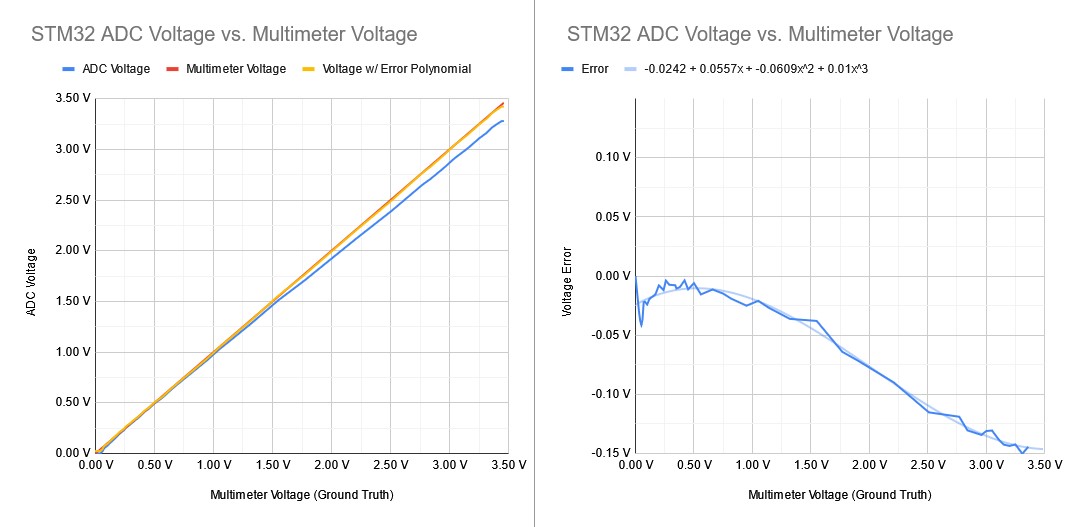 STM32 ADC Voltage vs. Multimeter Voltage
ADC Voltage Multimeter Voltage Voltage w/ Error Polynomial
3.50 V
3.00 V
2.50 V
2.00 V
1.50 V
1.00 V
0.50 V
0.00 V
ADC Voltage
0.00 V 0.50 V 1.00 V 1.50 V 2.00 V 2.50 V 3.00 V 3.50 V
Multimeter Voltage (Ground Truth)
STM32 ADC Voltage vs. Multimeter Voltage
Error -0.0242 + 0.0557x + -0.0609x^2 + 0.01x^3
0.10 V
0.05 V
0.00 V
-0.05 V
-0.10 V
-0.15 V
Voltage Error
0.00 V 0.50 V 1.00 V 1.50 V 2.00 V 2.50 V 3.00 V 3.50 V
Multimeter Voltage (Ground Truth)